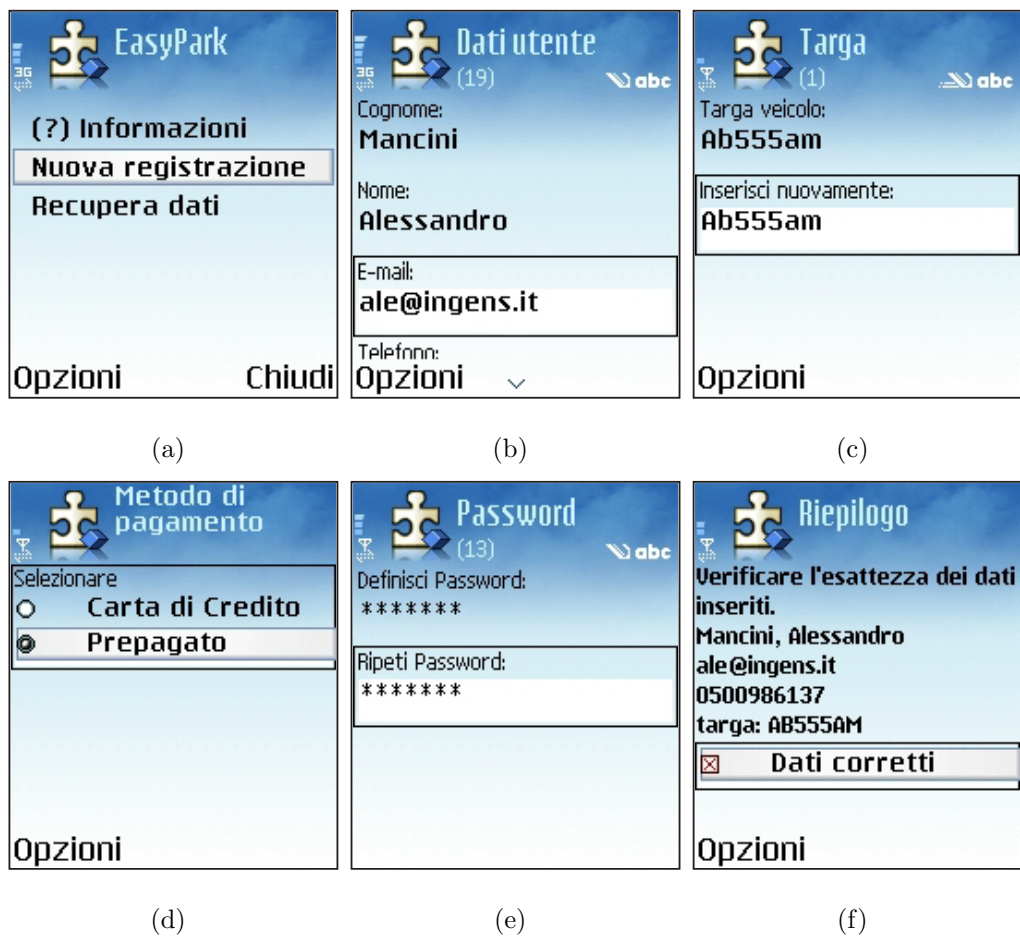 EasyPark
3G
(?) Informazioni
Nuova registrazione
Recupera dati
Opzioni Chiudi
(a)
Dati utente
(19)
3G
abc
Cognome:
Mancini
Nome:
Alessandro
E-mail:
ale@ingens.it
Telefono:
Opzioni
(b)
Targa
(1)
abc
Targa veicolo:
Ab555am
Inserisci nuovamente:
Ab555am
Opzioni
(c)
Metodo di
pagamento
Selezionare
Carta di Credito
Prepagato
Opzioni
(d)
Password
(13)
abc
Definisci Password:
*******
Ripeti Password:
*******
(e)
Riepilogo
Verificare l'esattezza dei dati
inseriti.
Mancini, Alessandro
ale@ingens.it
0500986137
targa: AB555AM
Dati corretti
Opzioni
(f)